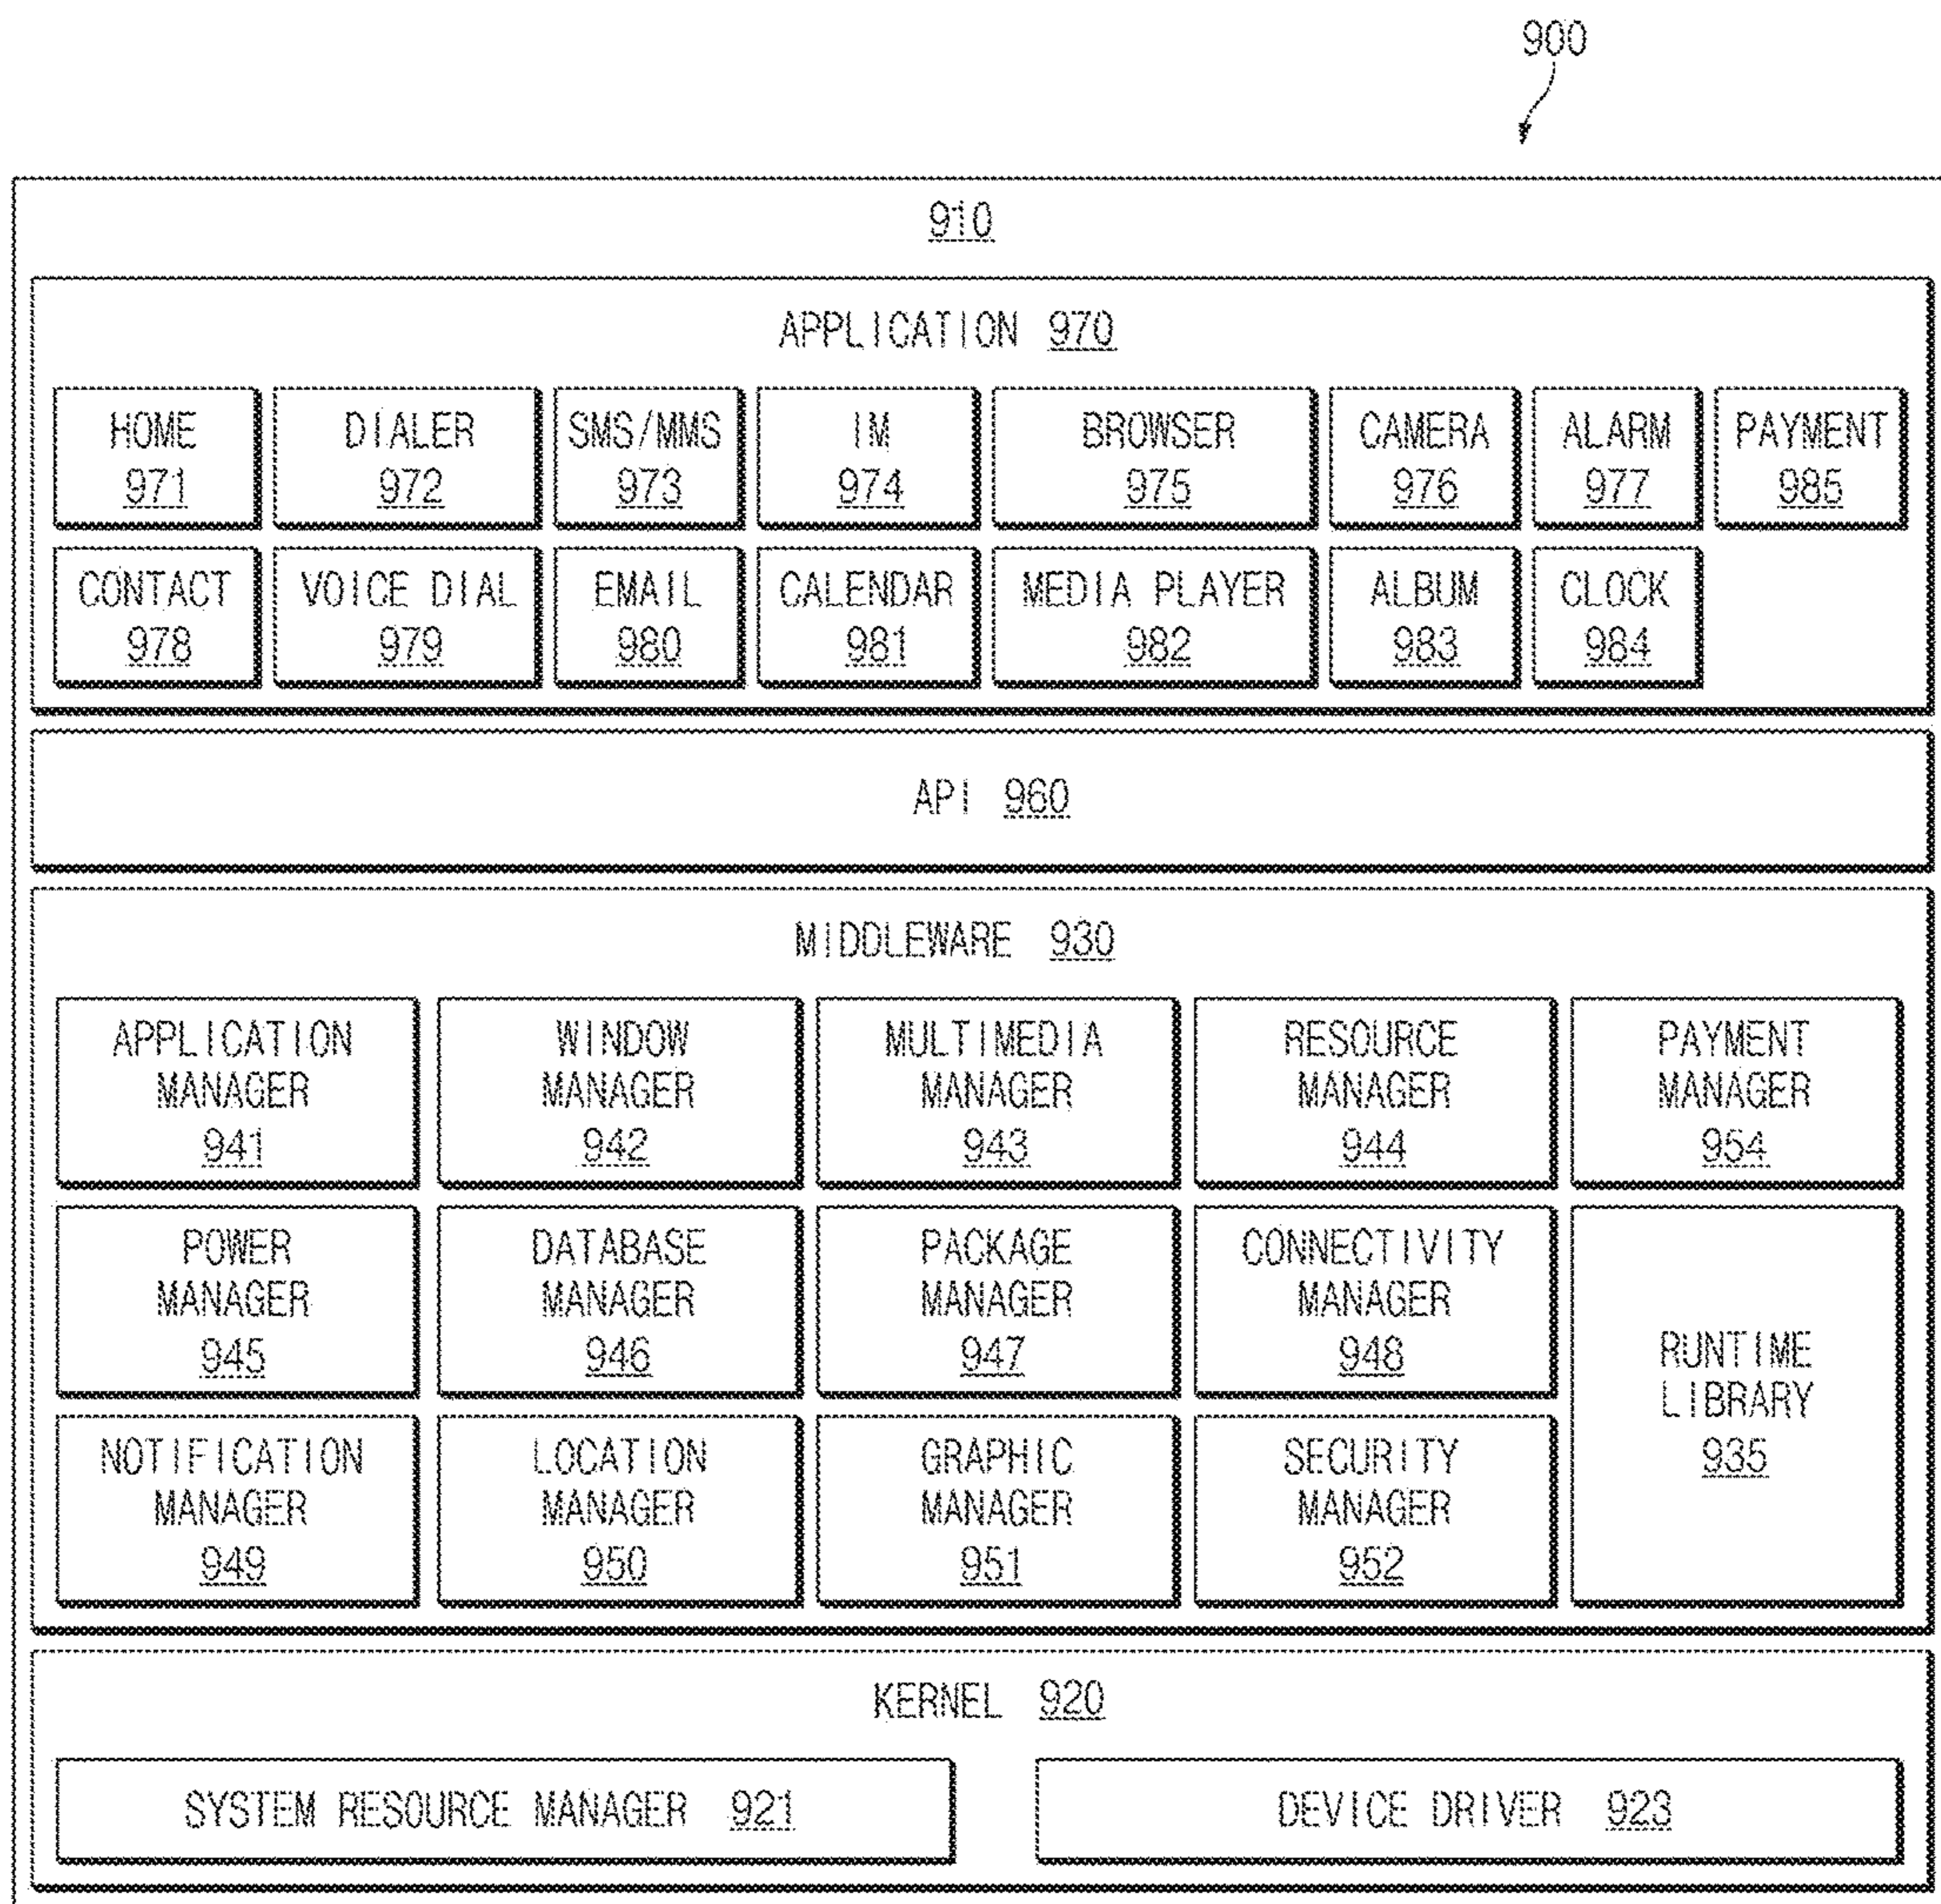 900
910
APPLICATION 970
HOME
971
DIALER
972
SMS/MMS
973
IM
974
BROWSER
975
CAMERA
976
ALARM
977
PAYMENT
985
CONTACT
978
VOICE DIAL
979
EMAIL
980
CALENDAR
981
MEDIA PLAYER
982
ALBUM
983
CLOCK
984
API 960
MIDDLEWARE 930
APPLICATION
MANAGER
941
WINDOW
MANAGER
942
MULTIMEDIA
MANAGER
943
RESOURCE
MANAGER
944
PAYMENT
MANAGER
954
POWER
MANAGER
945
DATABASE
MANAGER
946
PACKAGE
MANAGER
947
CONNECTIVITY
MANAGER
948
RUNTIME
LIBRARY
935
NOTIFICATION
MANAGER
949
LOCATION
MANAGER
950
GRAPHIC
MANAGER
951
SECURITY
MANAGER
952
KERNEL 920
SYSTEM RESOURCE MANAGER 921
DEVICE DRIVER 923